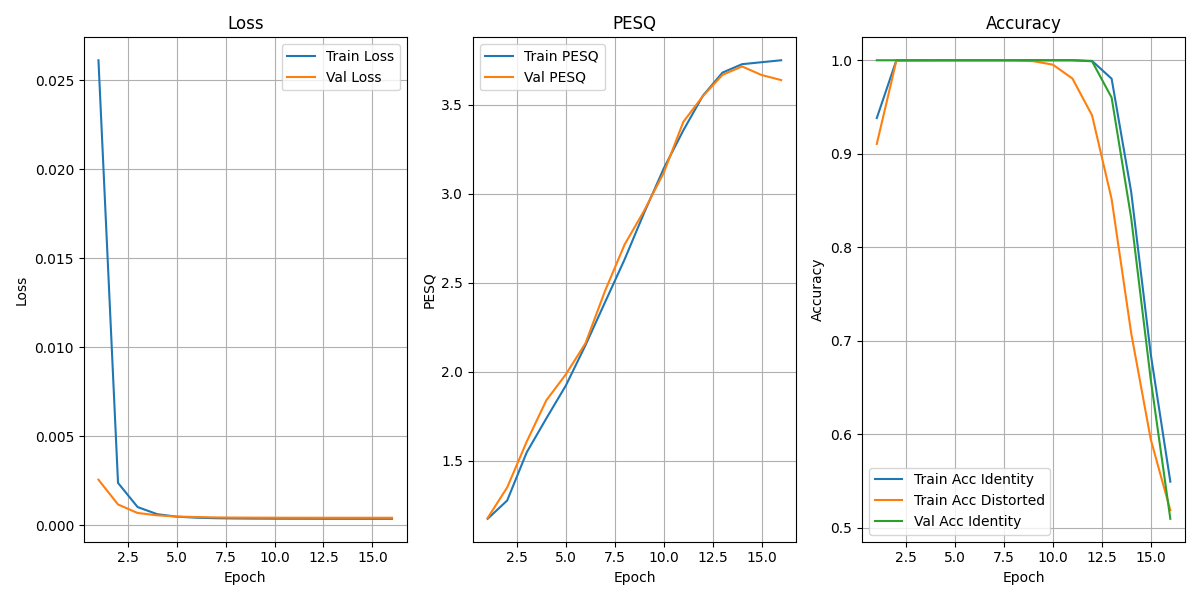 Loss
Train Loss
Val Loss
0.025
0.020
0.015
0.010
0.005
0.000
Loss
2.5 5.0 7.5 10.0 12.5 15.0
Epoch
PESQ
Train PESQ
Val PESQ
3.5
3.0
2.5
2.0
1.5
PESQ
2.5 5.0 7.5 10.0 12.5 15.0
Epoch
Accuracy
1.0
0.9
0.8
0.7
0.6
0.5
Accuracy
Train Acc Identity
Train Acc Distorted
Val Acc Identity
2.5 5.0 7.5 10.0 12.5 15.0
Epoch